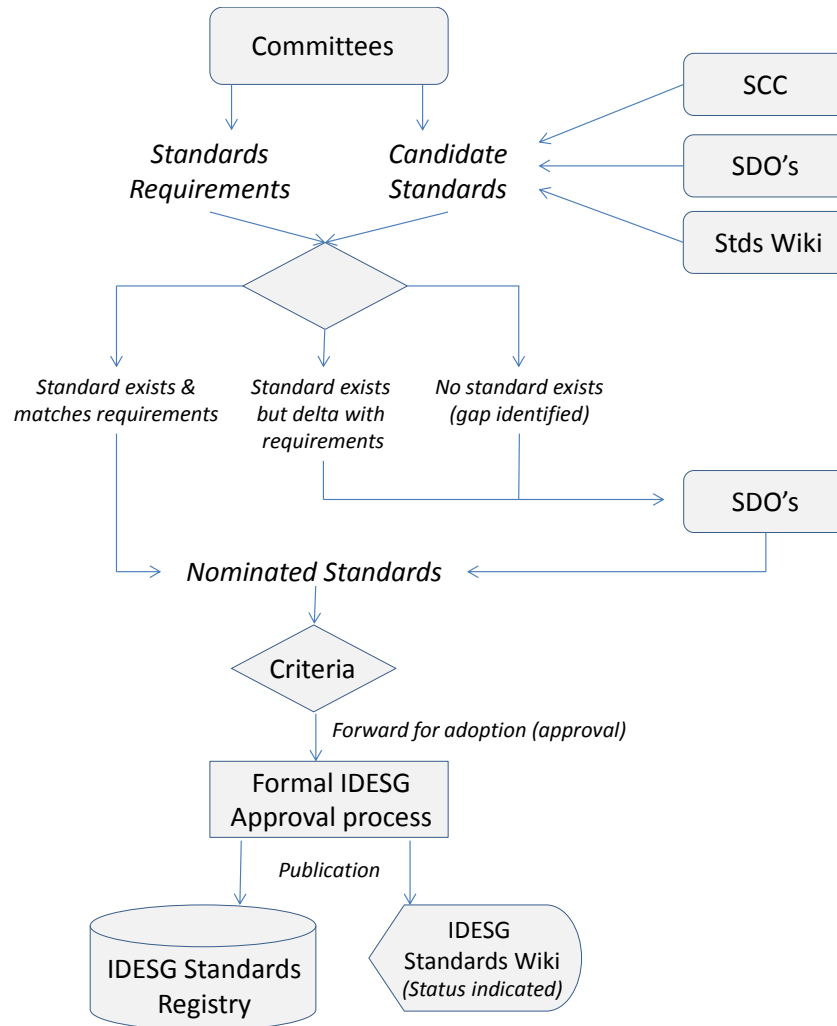 Committees
SCC
Standards
Requirements
Candidate
Standards
SDO's
Stds Wiki
Standard exists &
matches requirements
Standard exists
but delta with
requirements
No standard exists
(gap identified)
SDO's
Nominated Standards
Criteria
Forward for adoption (approval)
Formal IDESG
Approval process
Publication
IDESG Standards
Registry
IDESG
Standards Wiki
(Status indicated)